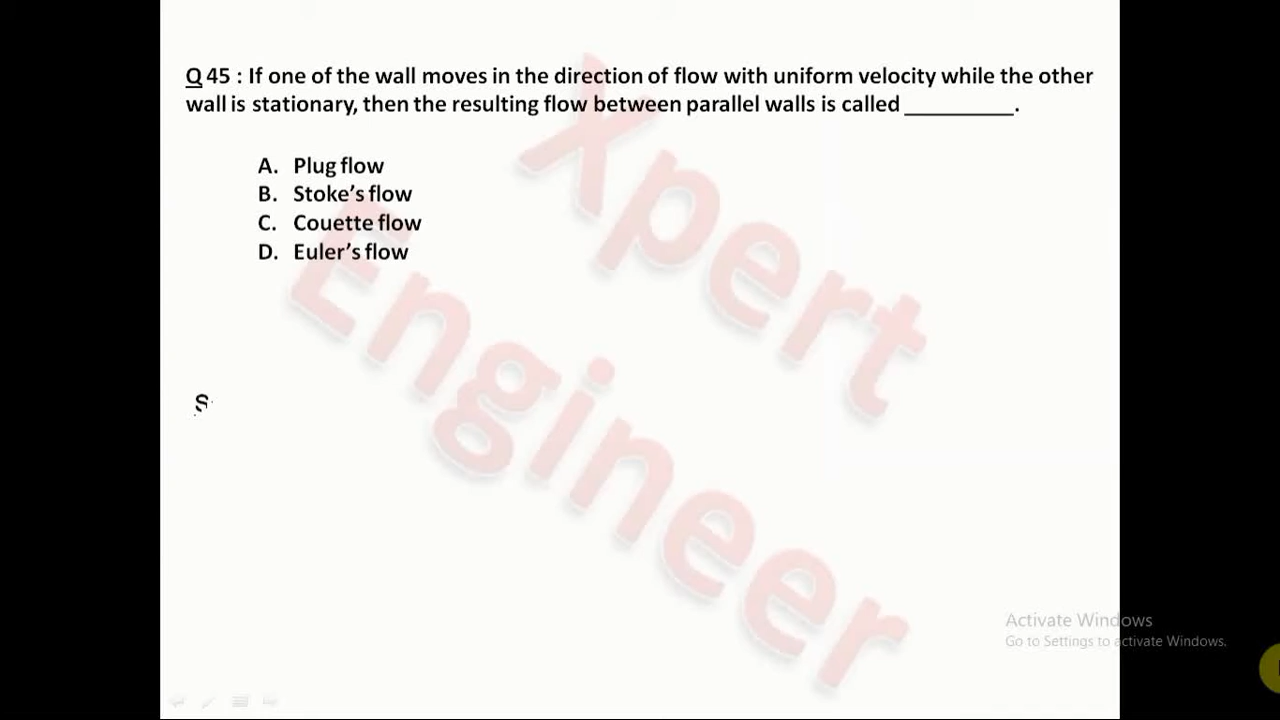 Q 45 : If one of the wall moves in the direction of flow with uniform velocity while the other
wall is stationary, then the resulting flow between parallel walls is called _________.
A. Plug flow
B. Stoke's flow
C. Couette flow
D. Euler's flow
Xpert
Engineer
S
Activate Windows
Go to Settings to activate Windows.